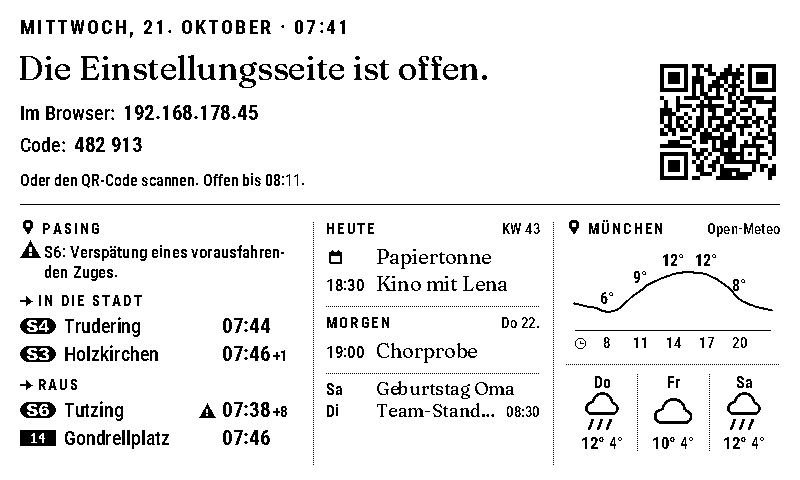 MITTWOCH, 21. OKTOBER · 07:41
Die Einstellungsseite ist offen.
Im Browser: 192.168.178.45
Code: 482 913
Oder den QR-Code scannen. Offen bis 08:11.
PASING
S6: Verspätung eines vorausfahren-
den Zuges.
→ IN DIE STADT
S4 Trudering 07:44
S3 Holzkirchen 07:46 +1
→ RAUS
S6 Tutzing 07:38 +8
14 Gondrellplatz 07:46
HEUTE KW 43
Papiertonne
18:30 Kino mit Lena
MORGEN Do 22.
19:00 Chorprobe
Sa Geburtstag Oma
Di Team-Stand... 08:30
MÜNCHEN Open-Meteo
6° 9° 12° 12° 8°
8 11 14 17 20
Do Fr Sa
12° 4° 10° 4° 12° 4°